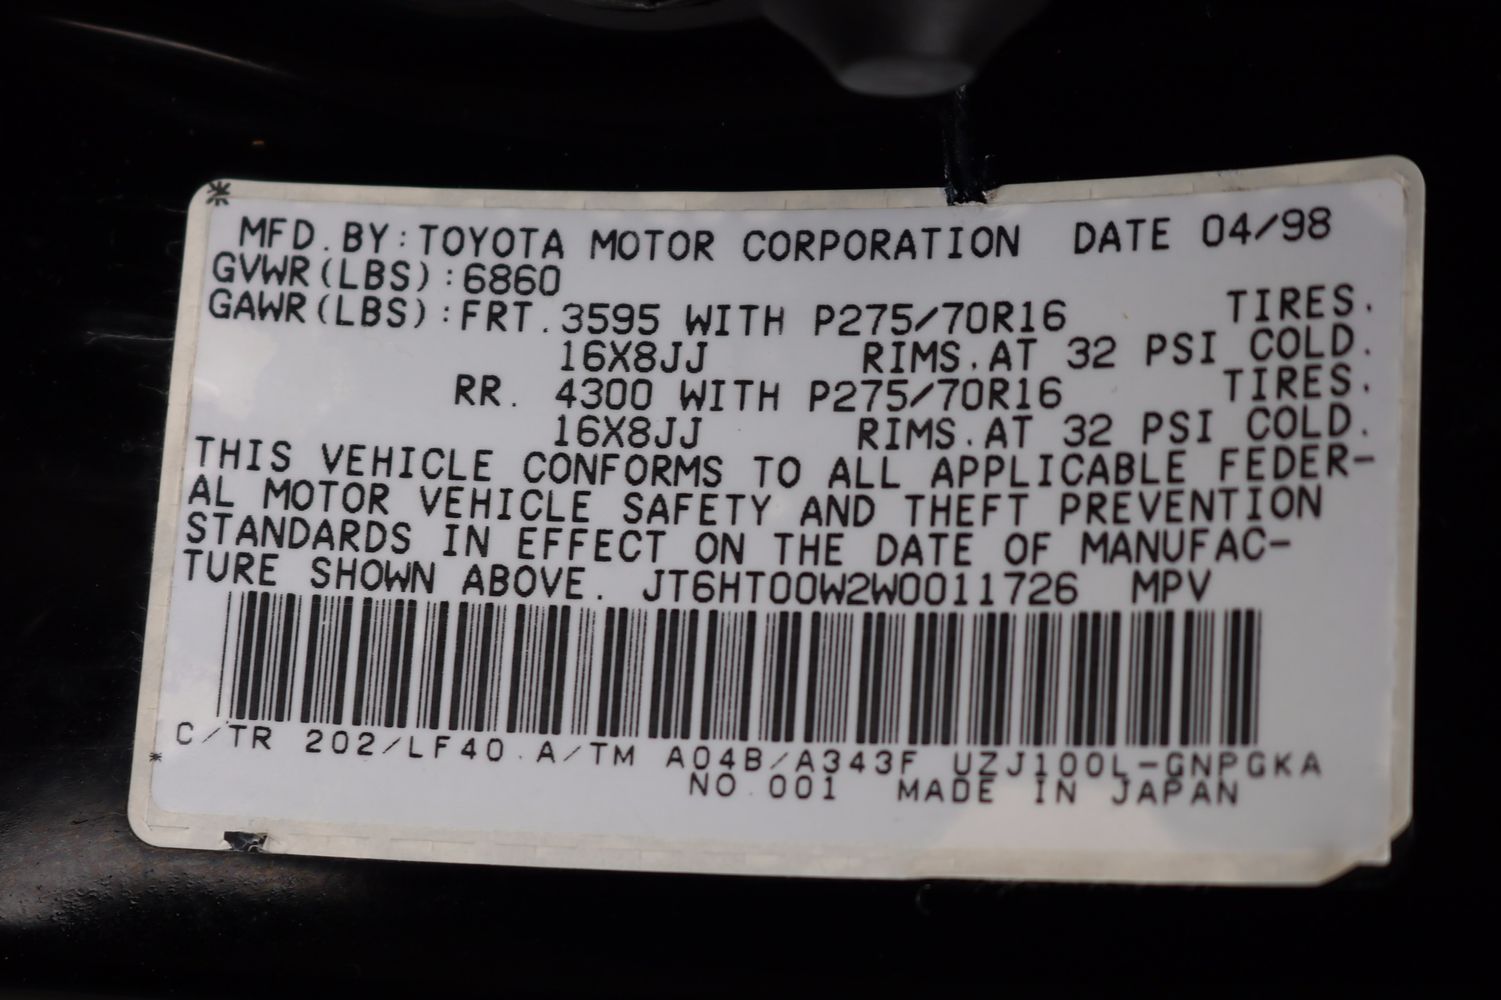 MFD.BY:TOYOTA MOTOR CORPORATION DATE 04/98
GVWR(LBS):6860
GAWR(LBS):FRT.3595 WITH P275/70R16 TIRES.
16X8JJ RIMS.AT 32 PSI COLD.
RR. 4300 WITH P275/70R16 TIRES.
16X8JJ RIMS.AT 32 PSI COLD.
THIS VEHICLE CONFORMS TO ALL APPLICABLE FEDER-
AL MOTOR VEHICLE SAFETY AND THEFT PREVENTION
STANDARDS IN EFFECT ON THE DATE OF MANUFAC-
TURE SHOWN ABOVE. JT6HT00W2W0011726 MPV
C/TR 202/LF40.A/TM A04B/A343F UZJ100L-GNPGKA
NO.001 MADE IN JAPAN